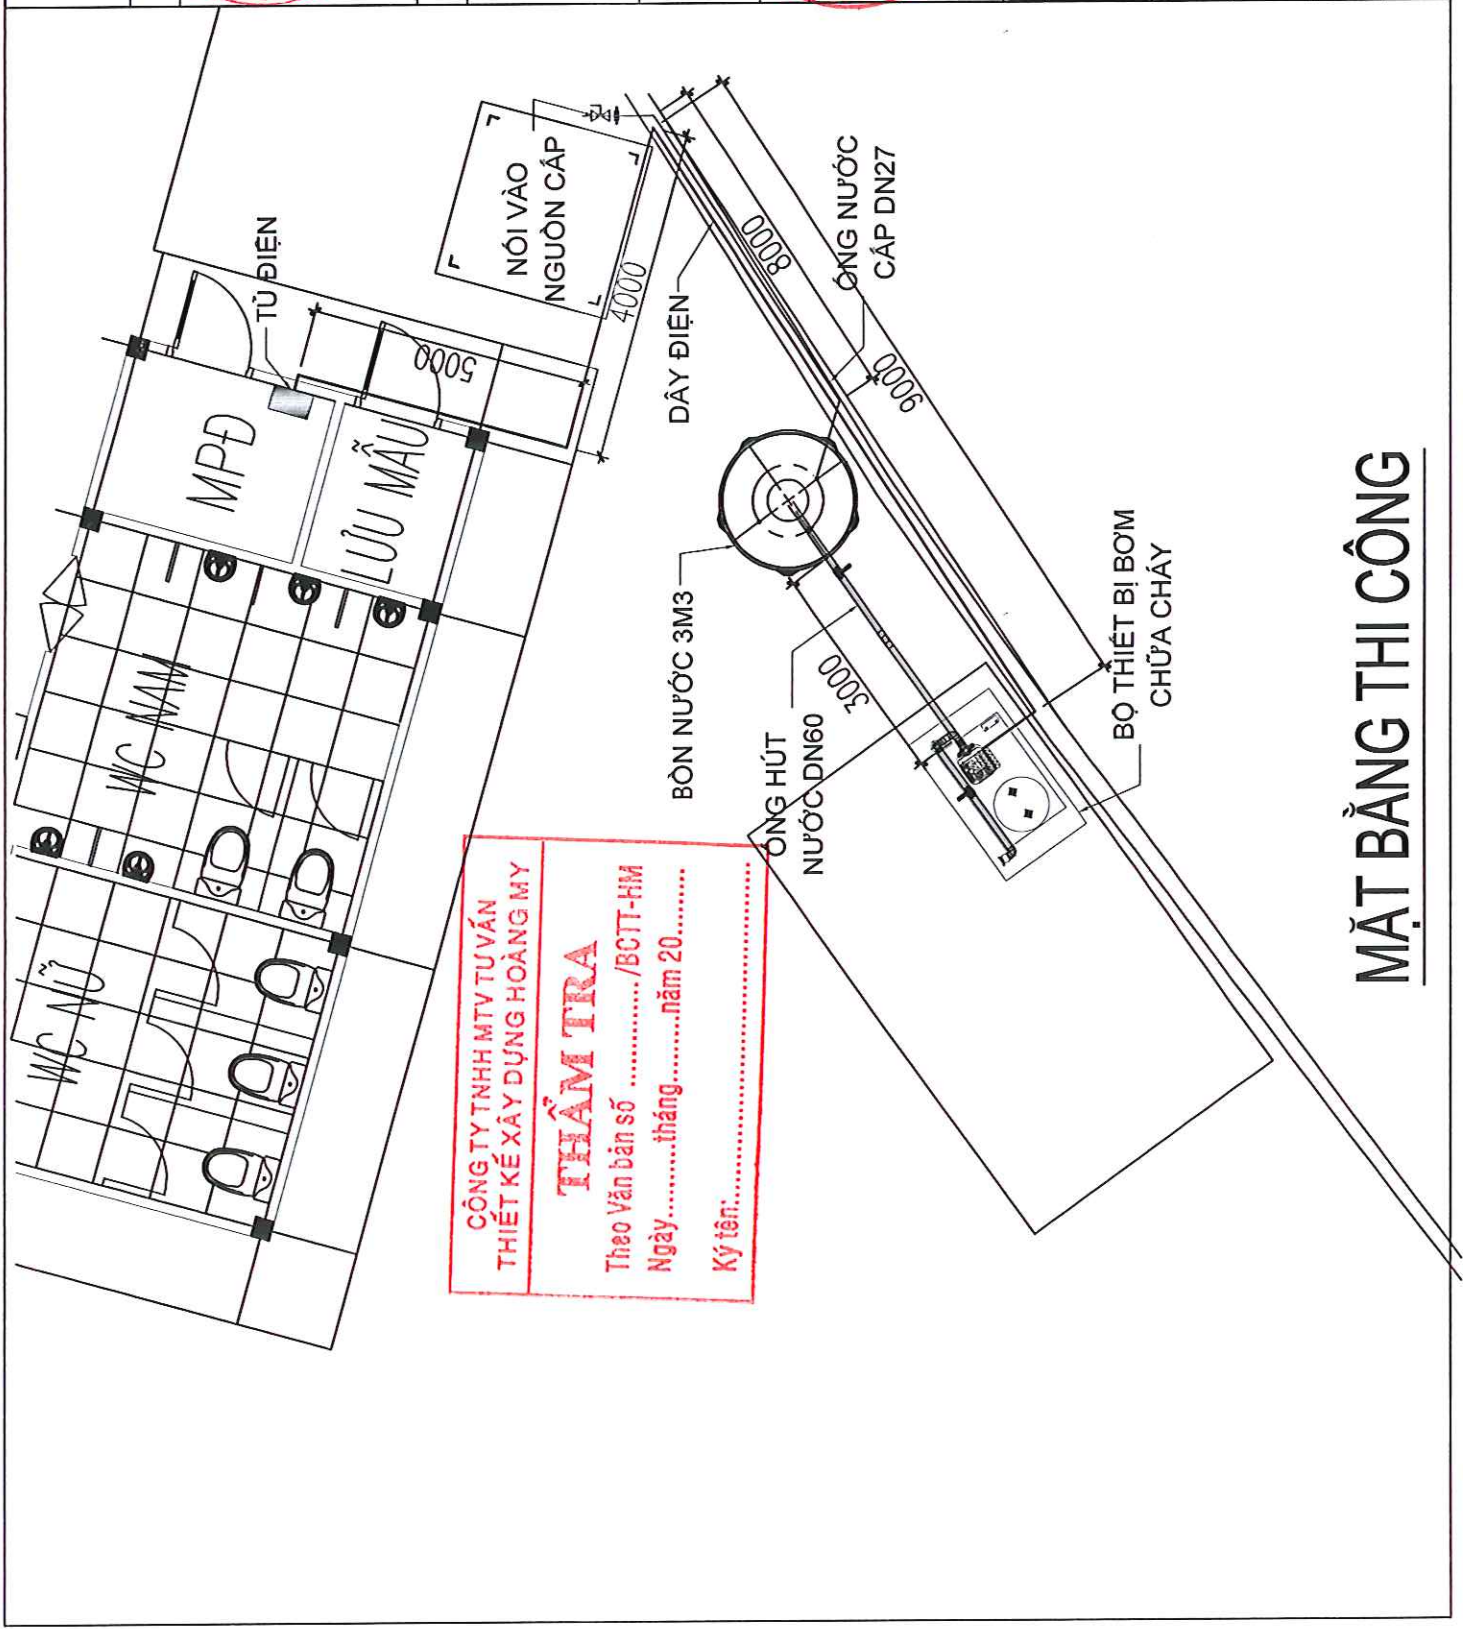 TỦ ĐIỆN
MPĐ
LƯU MẪU
WC NAM
WC NỮ
5000
4000
NỐI VÀO
NGUỒN CẤP
DÂY ĐIỆN
8000
9000
ỐNG NƯỚC
CẤP DN27
BỒN NƯỚC 3M3
3000
ỐNG HÚT
NƯỚC DN60
BỘ THIẾT BỊ BƠM
CHỮA CHÁY
CÔNG TY TNHH MTV TƯ VẤN
THIẾT KẾ XÂY DỰNG HOÀNG MY
THẨM TRA
Theo Văn bản số ............/BCTT-HM
Ngày..........tháng..........năm 20..........
Ký tên:..........
MẶT BẰNG THI CÔNG